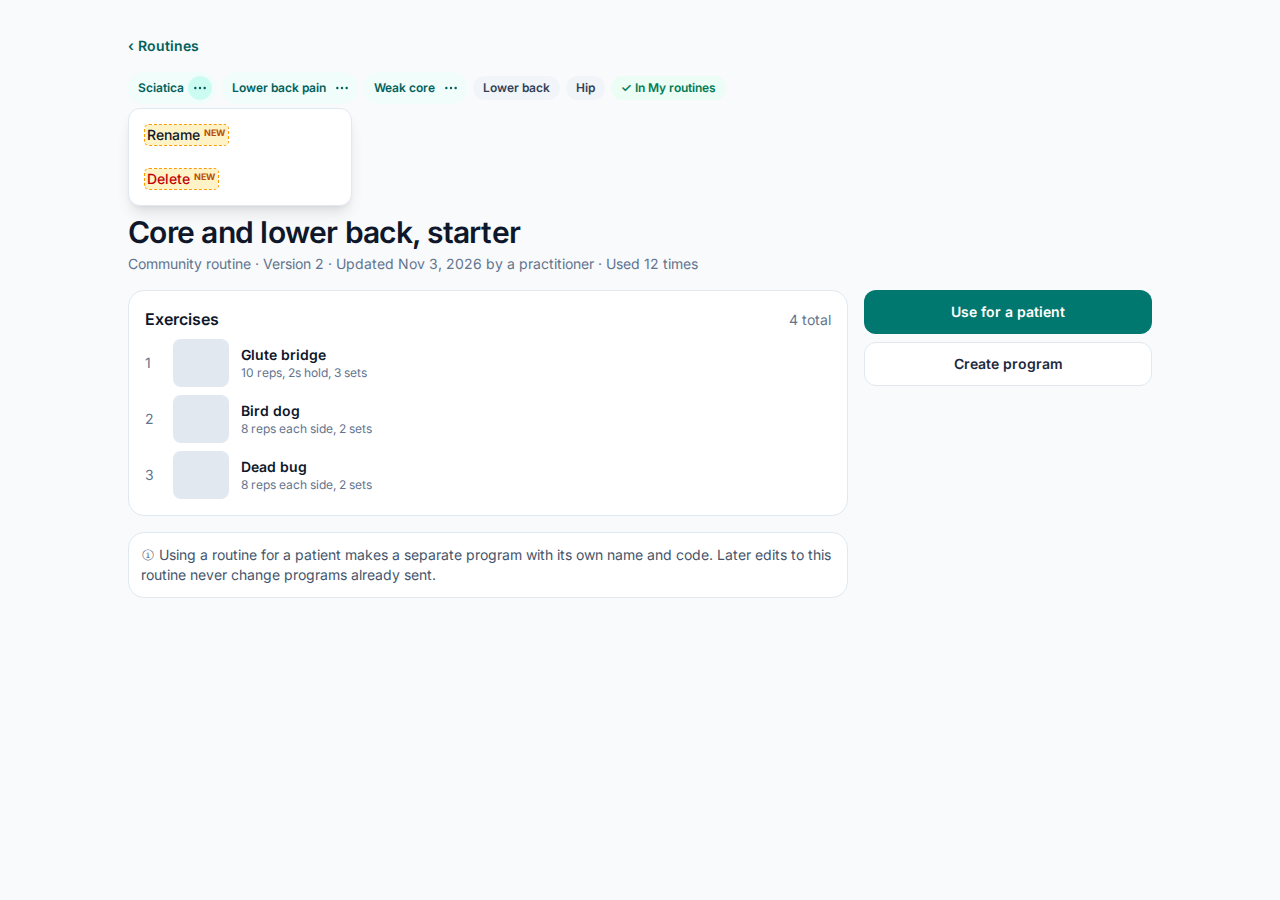 ‹ Routines
Sciatica ··· Lower back pain ··· Weak core ··· Lower back Hip ✓ In My routines
Rename NEW
Delete NEW
Core and lower back, starter
Community routine · Version 2 · Updated Nov 3, 2026 by a practitioner · Used 12 times
Exercises 4 total
1 Glute bridge
10 reps, 2s hold, 3 sets
2 Bird dog
8 reps each side, 2 sets
3 Dead bug
8 reps each side, 2 sets
Use for a patient
Create program
ⓘ Using a routine for a patient makes a separate program with its own name and code. Later edits to this
routine never change programs already sent.